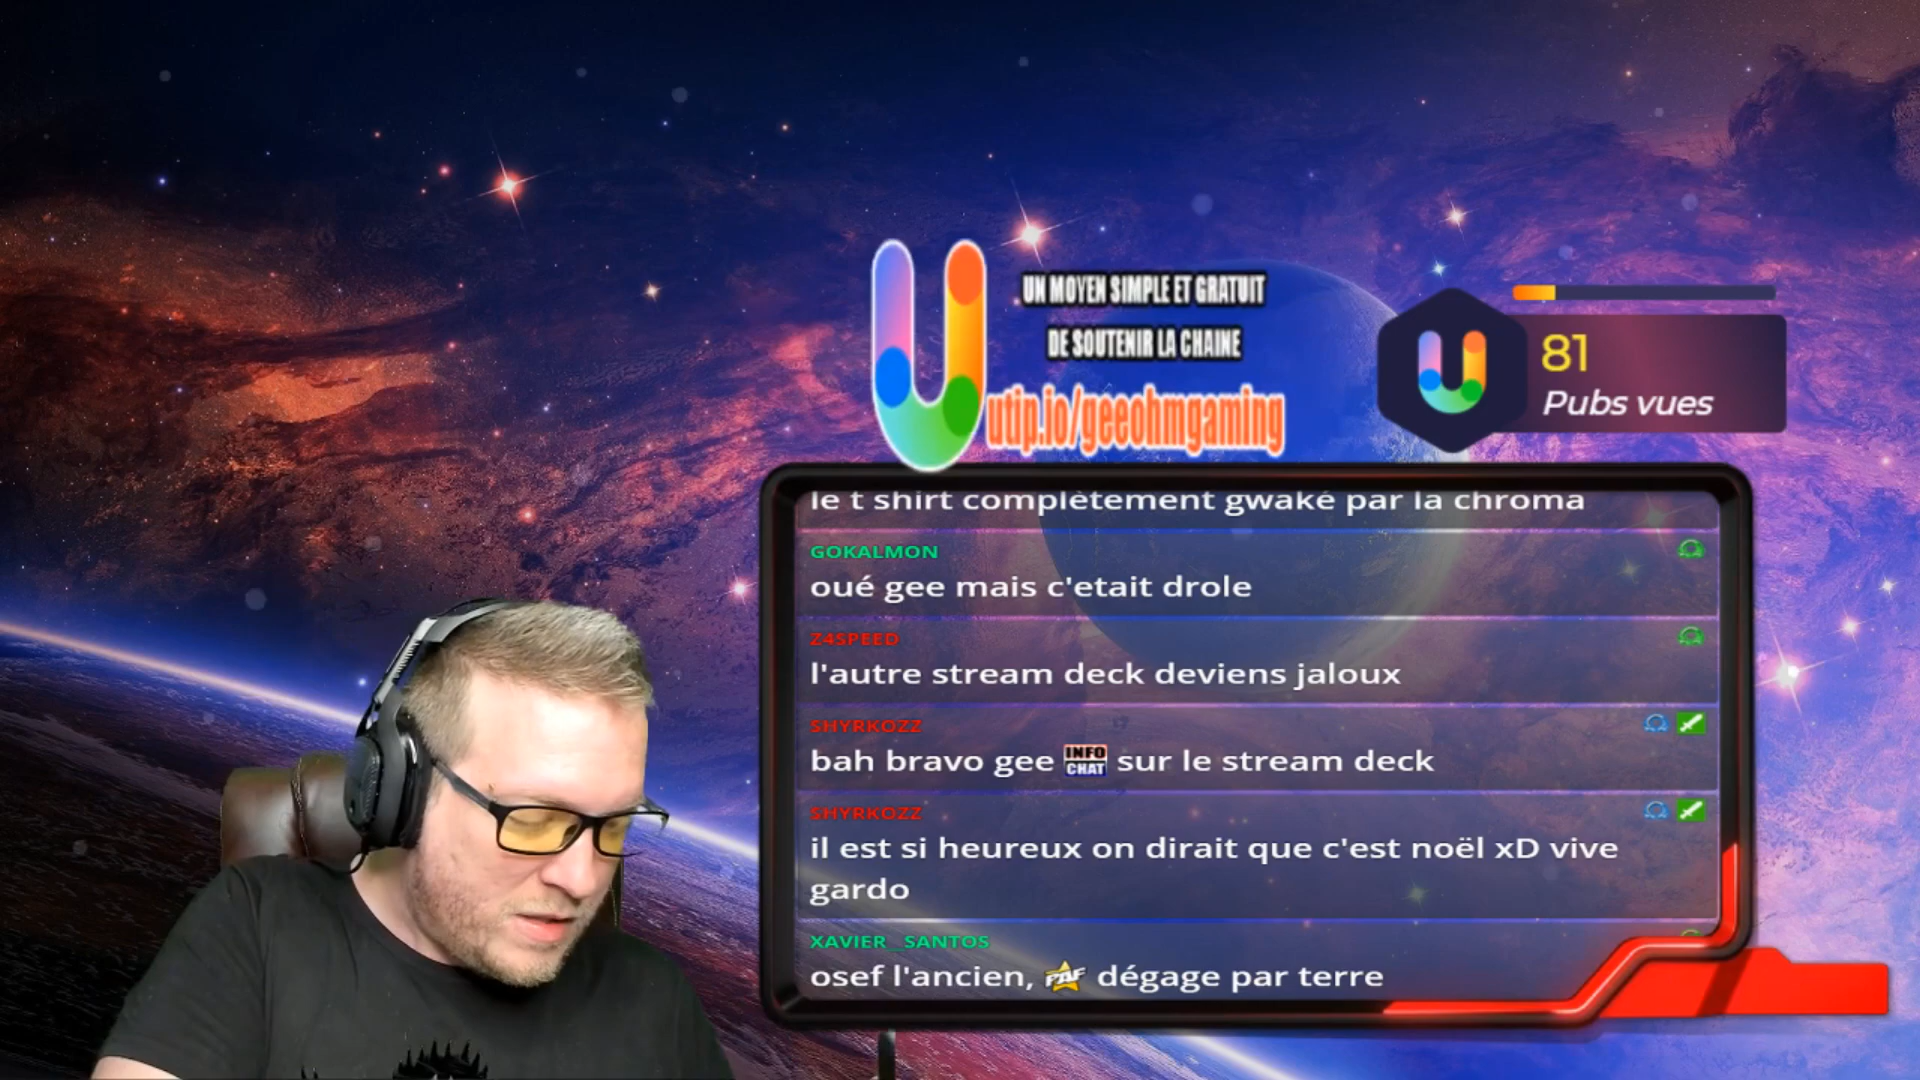 UN MOYEN SIMPLE ET GRATUIT
DE SOUTENIR LA CHAINE
utip.io/geeohmgaming
81
Pubs vues
le t shirt complètement gwaké par la chroma
GOKALMON
oué gee mais c'etait drole
Z4SPEED
l'autre stream deck deviens jaloux
SHYRKOZZ
bah bravo gee INFO CHAT sur le stream deck
SHYRKOZZ
il est si heureux on dirait que c'est noël xD vive
gardo
XAVIER_SANTOS
osef l'ancien, PAF dégage par terre